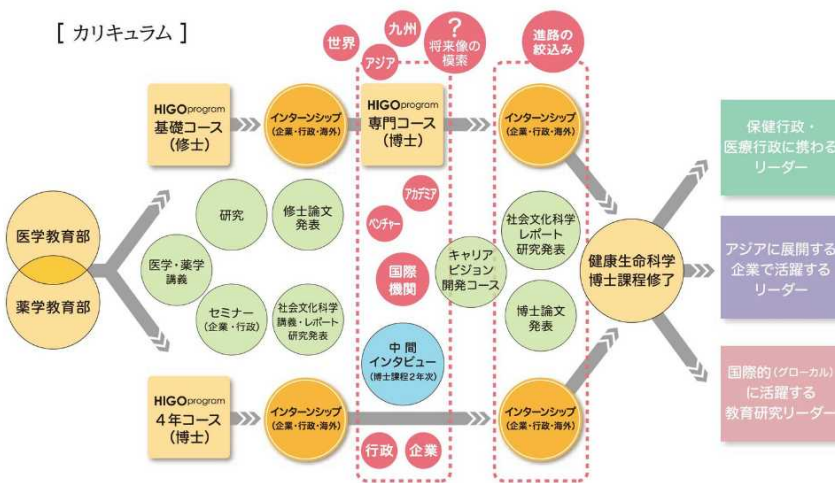 [ カリキュラム ]
世界
九州
アジア
?
将来像の
模索
進路の
絞込み
HIGOprogram
基礎コース
(修士)
インターンシップ
(企業・行政・海外)
HIGOprogram
専門コース
(博士)
インターンシップ
(企業・行政・海外)
保健行政・
医療行政に携わる
リーダー
医学教育部
薬学教育部
医学・薬学
講義
研究
修士論文
発表
セミナー
(企業・行政)
社会文化科学
講義・レポート
研究発表
アカデミア
ベンチャー
国際
機関
中間
インタビュー
(博士課程2年次)
キャリア
ビジョン
開発コース
社会文化科学
レポート
研究発表
博士論文
発表
健康生命科学
博士課程修了
アジアに展開する
企業で活躍する
リーダー
HIGOprogram
4年コース
(博士)
インターンシップ
(企業・行政・海外)
行政
企業
インターンシップ
(企業・行政・海外)
国際的(グローカル)
に活躍する
教育研究リーダー